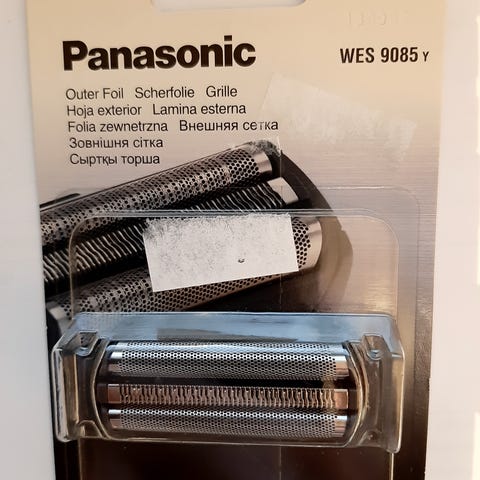 Panasonic WES 9085 Y
Outer Foil Scherfolie Grille
Hoja exterior Lamina esterna
Folia zewnetrzna Внешняя сетка
Зовнішня сітка
Сыртқы торша